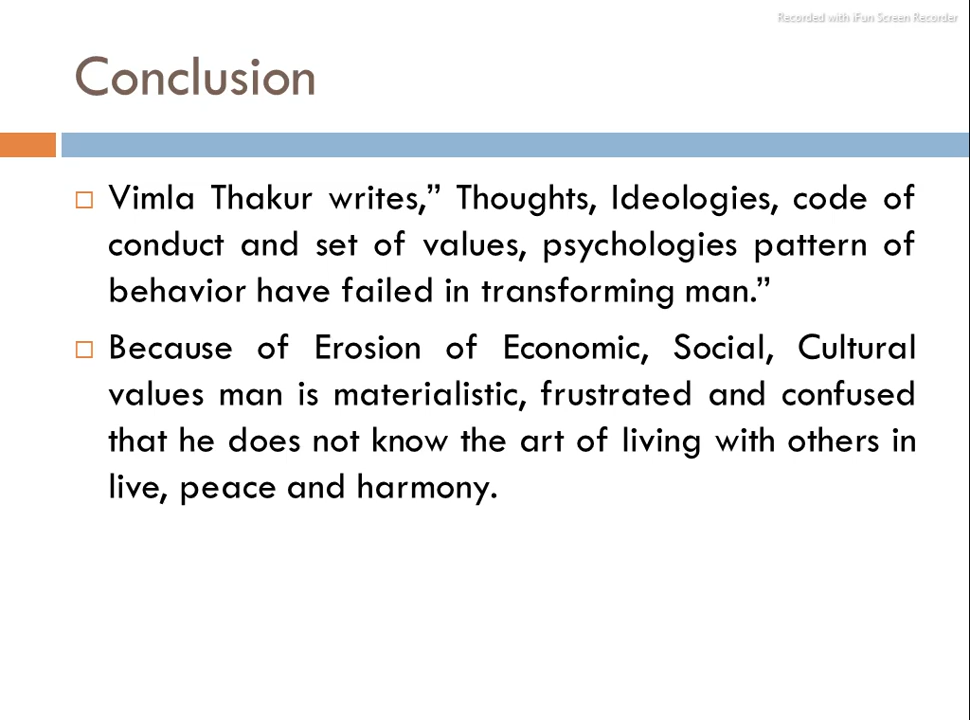 Recorded with iFun Screen Recorder
Conclusion
Vimla Thakur writes,” Thoughts, Ideologies, code of
conduct and set of values, psychologies pattern of
behavior have failed in transforming man.”
Because of Erosion of Economic, Social, Cultural
values man is materialistic, frustrated and confused
that he does not know the art of living with others in
live, peace and harmony.